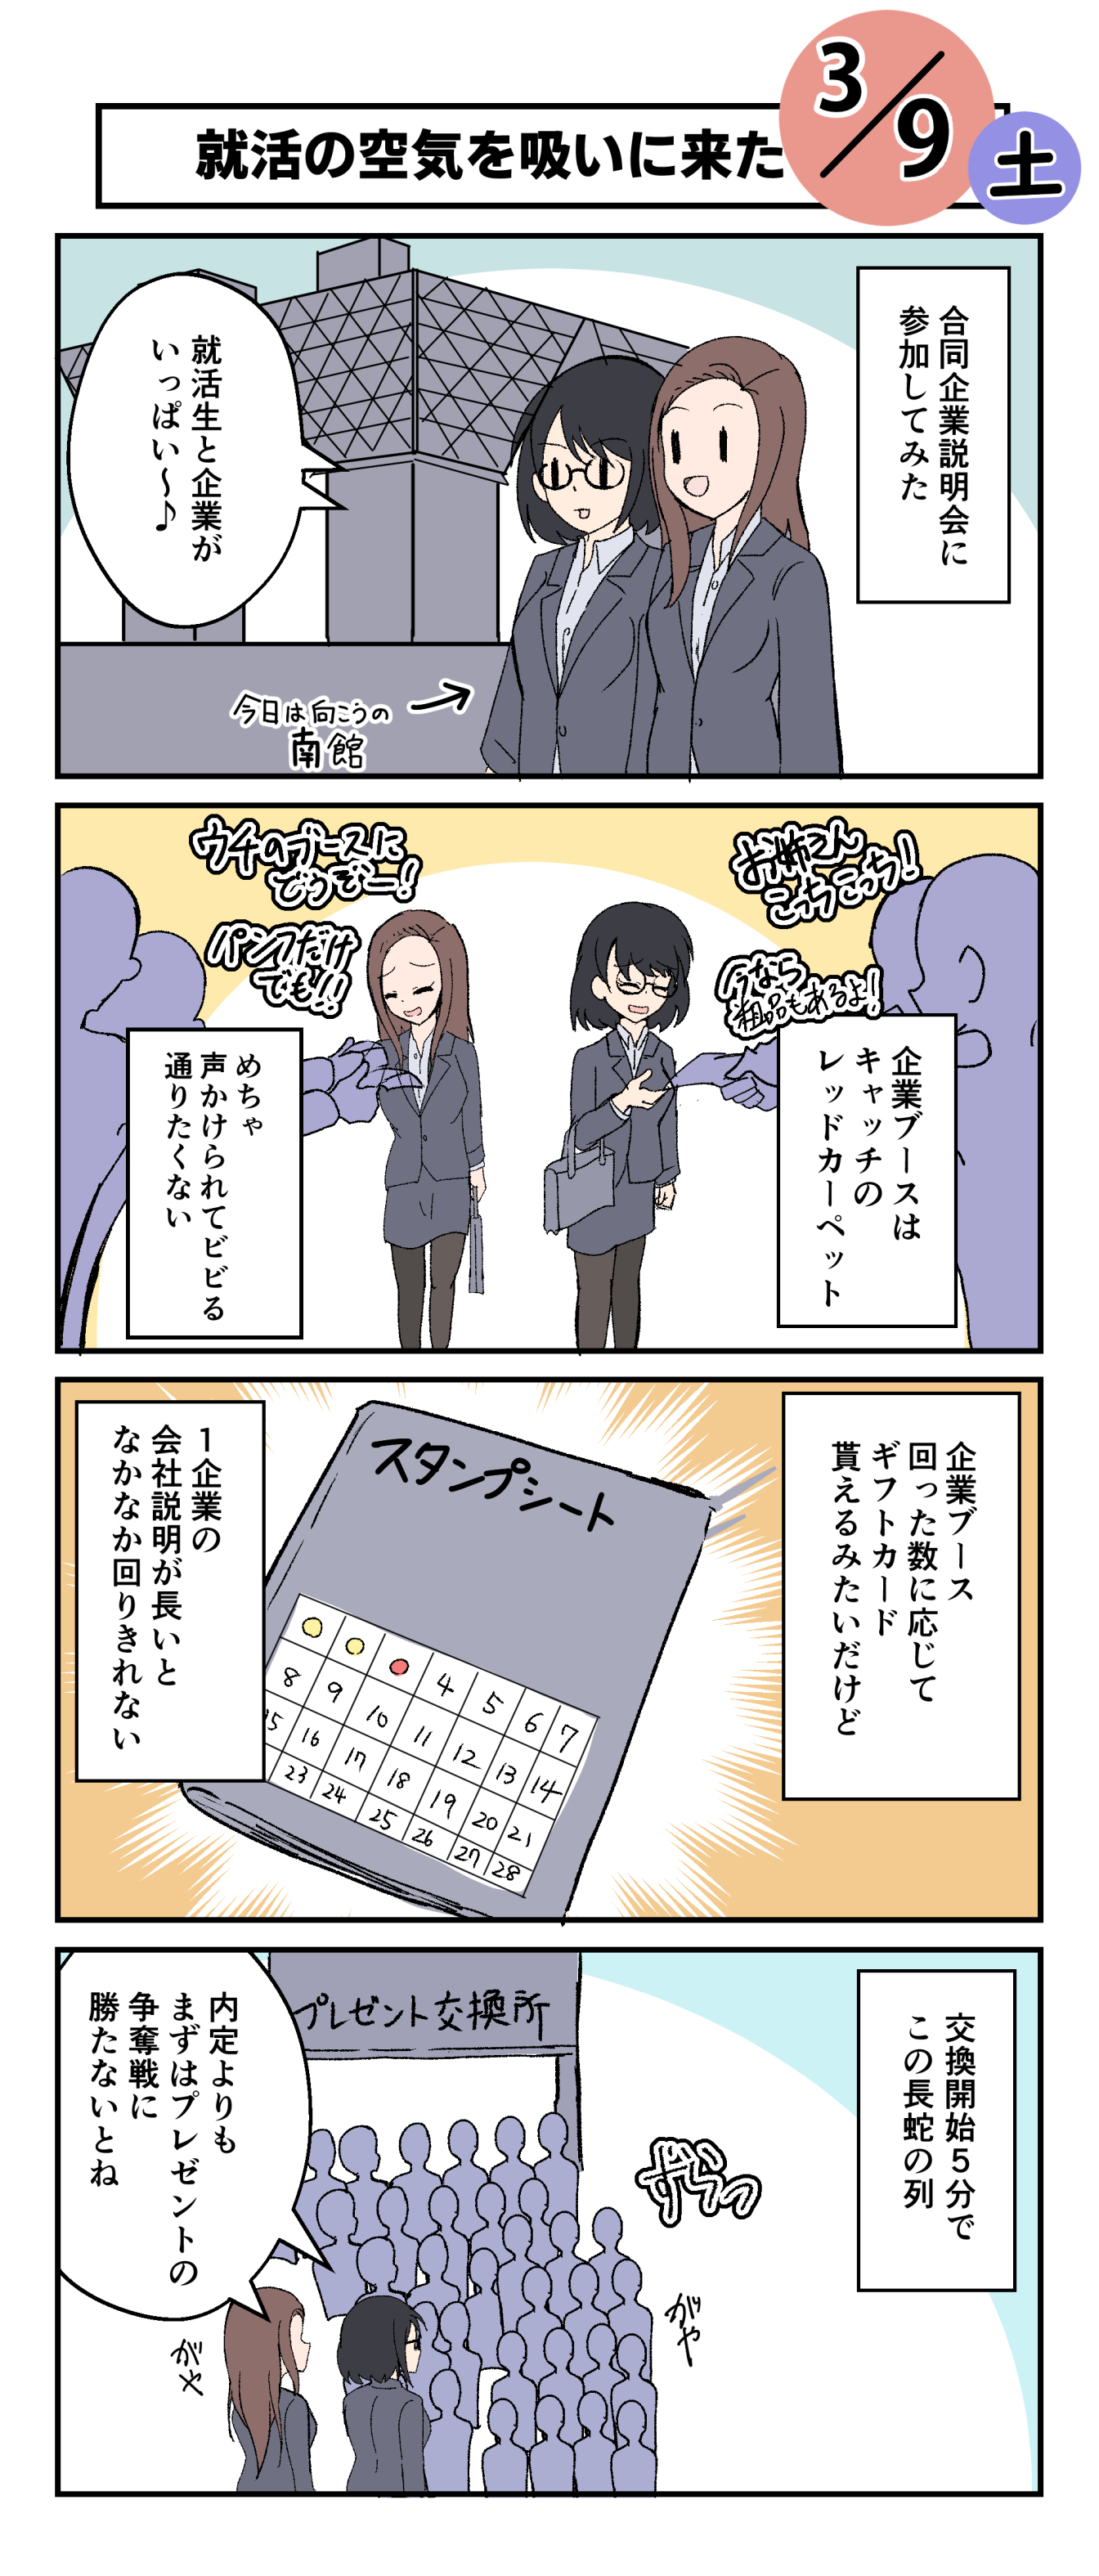 3/9
土
就活の空気を吸いに来た
合同企業説明会に
参加してみた
就活生と企業が
いっぱい～♪
今日は向こうの
南館
お姉さん
こっちこっち!
今なら
粗品もあるよ!
ウチのブースに
どうぞー!
パンフだけ
でも!!
企業ブースは
キャッチの
レッドカーペット
めちゃ
声かけられてビビる
通りたくない
企業ブース
回った数に応じて
ギフトカード
貰えるみたいだけど
スタンプシート
4 5 6 7
8 9 10 11 12 13 14
15 16 17 18 19 20 21
23 24 25 26 27 28
1企業の
会社説明が長いと
なかなか回りきれない
交換開始5分で
この長蛇の列
プレゼント交換所
ずらっ
がや
がや
内定よりも
まずはプレゼントの
争奪戦に
勝たないとね